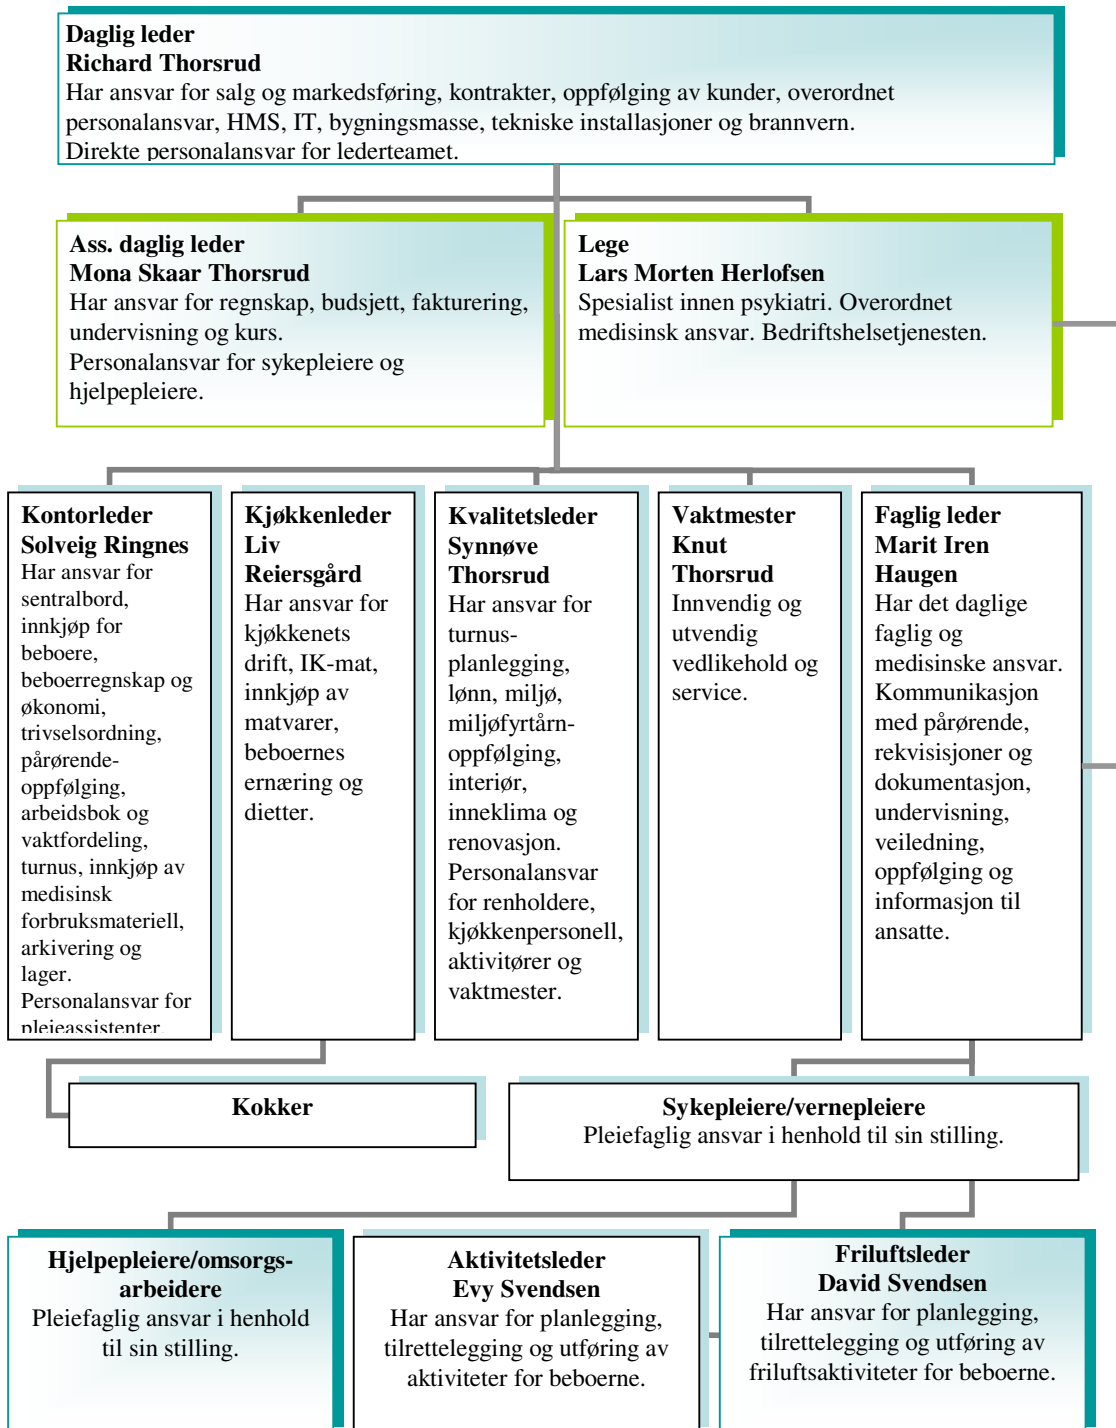 Daglig leder
Richard Thorsrud
Har ansvar for salg og markedsføring, kontrakter, oppfølging av kunder, overordnet
personalansvar, HMS, IT, bygningsmasse, tekniske installasjoner og brannvern.
Direkte personalansvar for lederteamet.
Ass. daglig leder
Mona Skaar Thorsrud
Har ansvar for regnskap, budsjett, fakturering,
undervisning og kurs.
Personalansvar for sykepleiere og
hjelpepleiere.
Lege
Lars Morten Herlofsen
Spesialist innen psykiatri. Overordnet
medisinsk ansvar. Bedriftshelsetjenesten.
Kontorleder
Solveig Ringnes
Har ansvar for
sentralbord,
innkjøp for
beboere,
beboerregnskap og
økonomi,
trivselsordning,
pårørende-
oppfølging,
arbeidsbok og
vaktfordeling,
turnus, innkjøp av
medisinsk
forbruksmateriell,
arkivering og
lager.
Personalansvar for
pleieassistenter
Kjøkkenleder
Liv
Reiersgård
Har ansvar for
kjøkkenets
drift, IK-mat,
innkjøp av
matvarer,
beboernes
ernæring og
dietter.
Kvalitetsleder
Synnøve
Thorsrud
Har ansvar for
turnus-
planlegging,
lønn, miljø,
miljøfyrtårn-
oppfølging,
interiør,
inneklima og
renovasjon.
Personalansvar
for renholdere,
kjøkkenpersonell,
aktivitører og
vaktmester.
Vaktmester
Knut
Thorsrud
Innvendig og
utvendig
vedlikehold og
service.
Faglig leder
Marit Iren
Haugen
Har det daglige
faglig og
medisinske ansvar.
Kommunikasjon
med pårørende,
rekvisisjoner og
dokumentasjon,
undervisning,
veiledning,
oppfølging og
informasjon til
ansatte.
Kokker
Sykepleiere/vernepleiere
Pleiefaglig ansvar i henhold til sin stilling.
Hjelpepleiere/omsorgs-
arbeidere
Pleiefaglig ansvar i henhold
til sin stilling.
Aktivitetsleder
Evy Svendsen
Har ansvar for planlegging,
tilrettelegging og utføring av
aktiviteter for beboerne.
Friluftsleder
David Svendsen
Har ansvar for planlegging,
tilrettelegging og utføring av
friluftsaktiviteter for beboerne.